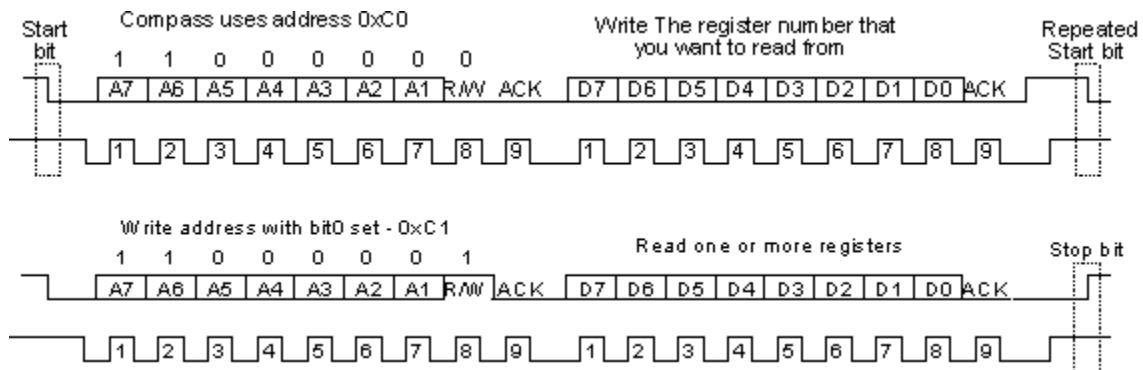 Start bit
Compass uses address 0xC0
Write The register number that
you want to read from
Repeated
Start bit
1 1 0 0 0 0 0 0
A7 A6 A5 A4 A3 A2 A1 R/W ACK D7 D6 D5 D4 D3 D2 D1 D0 ACK
1 2 3 4 5 6 7 8 9 1 2 3 4 5 6 7 8 9
Write address with bit0 set - 0xC1
Read one or more registers
Stop bit
1 1 0 0 0 0 0 1
A7 A6 A5 A4 A3 A2 A1 R/W ACK D7 D6 D5 D4 D3 D2 D1 D0 ACK
1 2 3 4 5 6 7 8 9 1 2 3 4 5 6 7 8 9